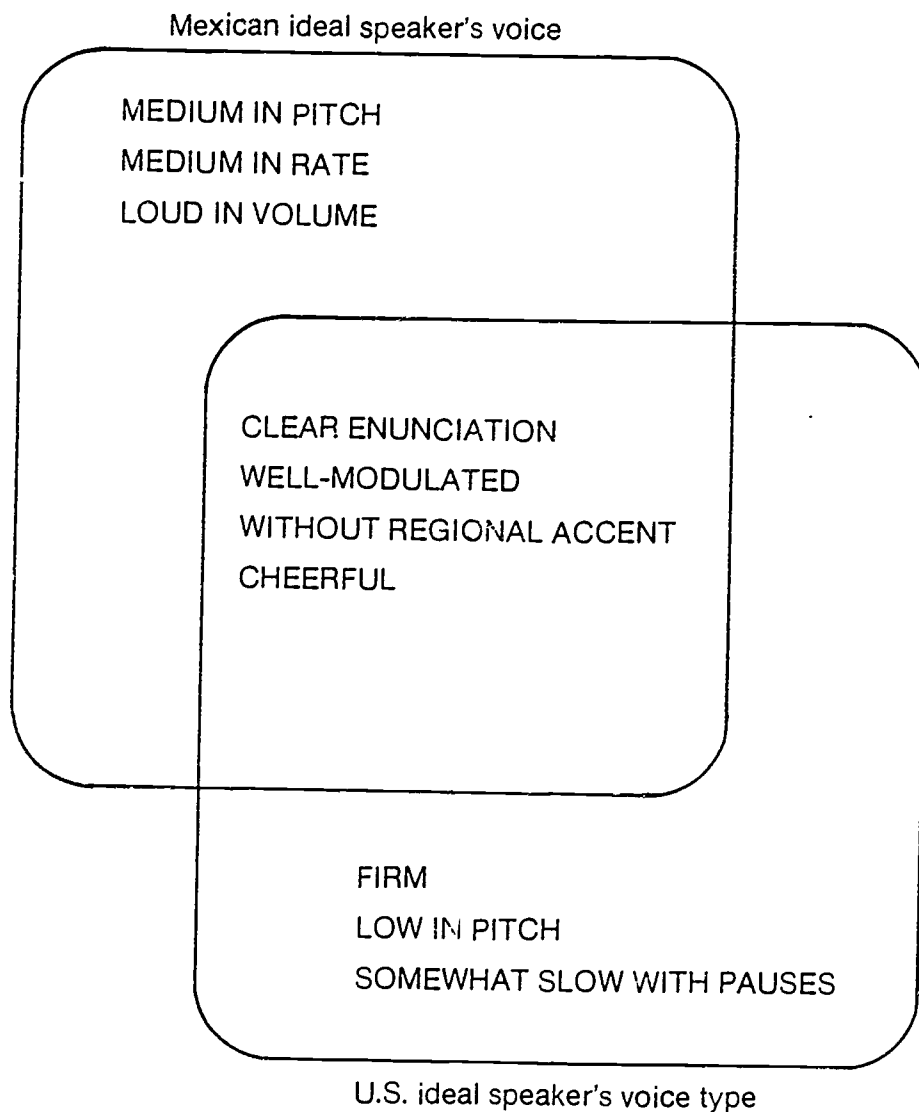 Mexican ideal speaker's voice
MEDIUM IN PITCH
MEDIUM IN RATE
LOUD IN VOLUME
CLEAR ENUNCIATION
WELL-MODULATED
WITHOUT REGIONAL ACCENT
CHEERFUL
FIRM
LOW IN PITCH
SOMEWHAT SLOW WITH PAUSES
U.S. ideal speaker's voice type